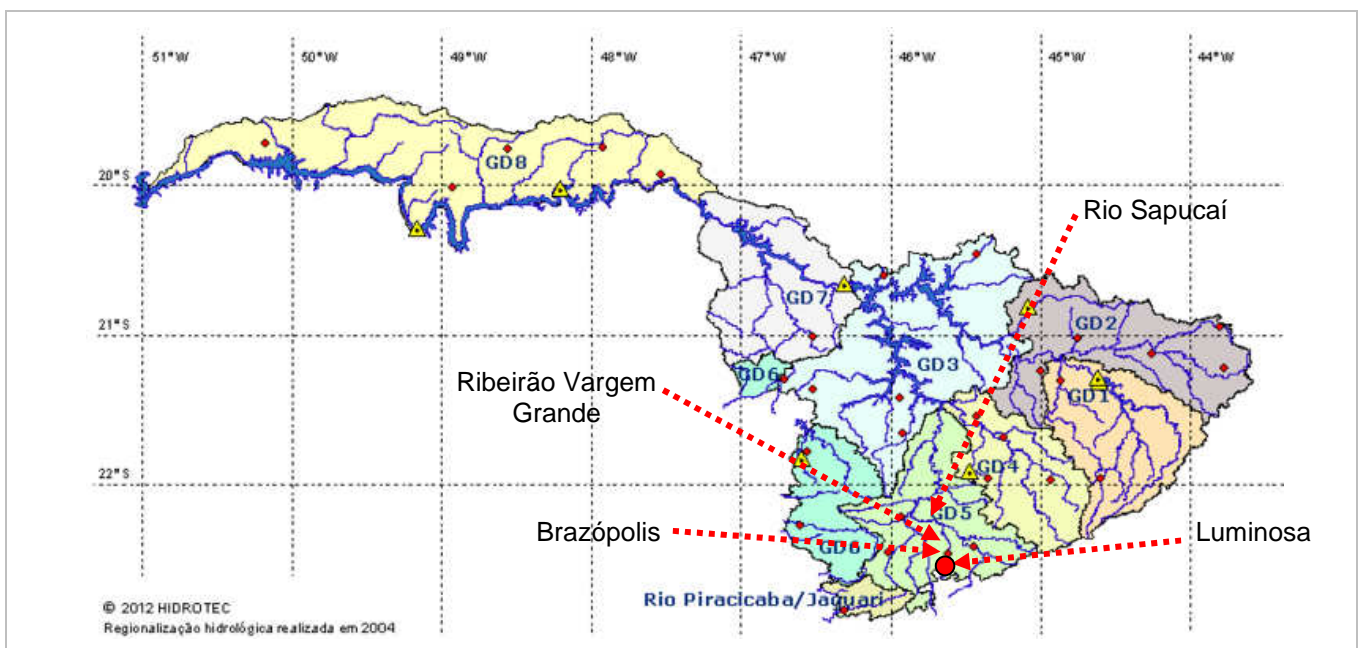 51°W 50°W 49°W 48°W 47°W 46°W 45°W 44°W
GD8
20°S
Rio Sapucaí
GD7
GD2
21°S
GD3
GD6
Ribeirão Vargem
Grande
GD1
GD4
22°S
GD5
Brazópolis
Luminosa
GD6
Rio Piracicaba/Jaguari
© 2012 HIDROTEC
Regionalização hidrológica realizada em 2004